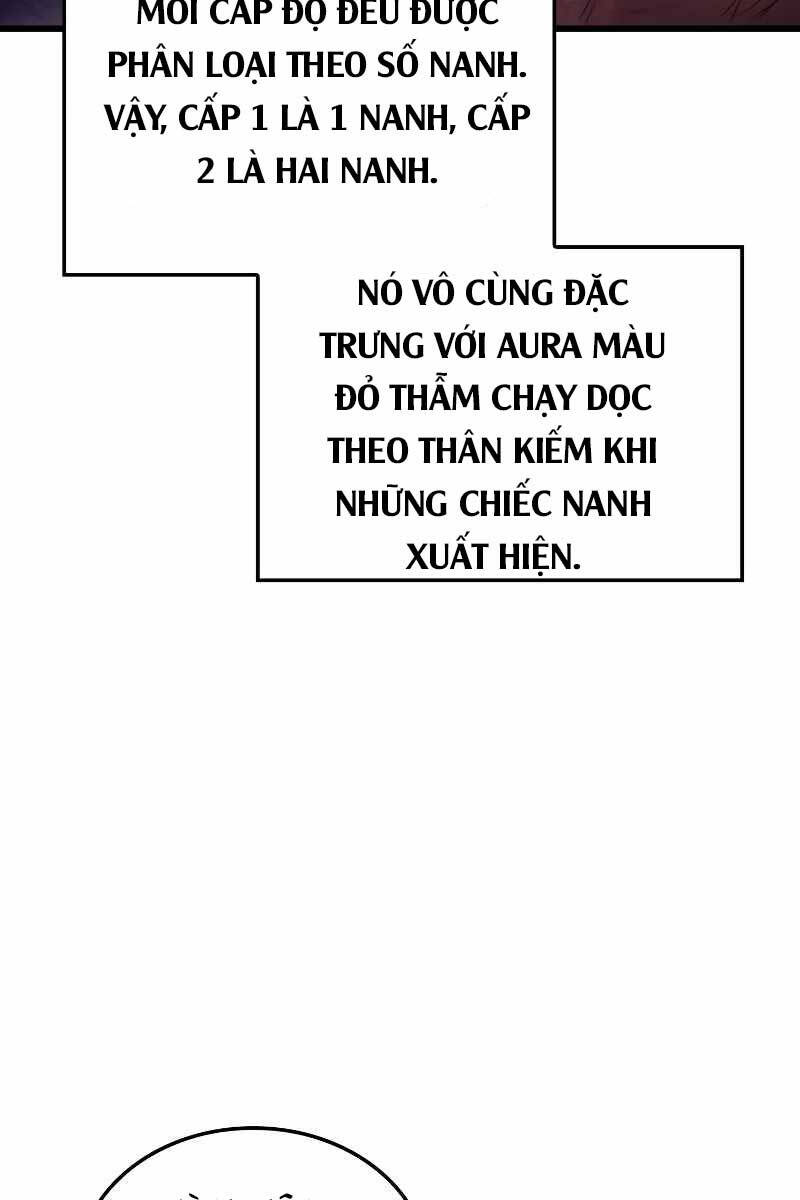 MỖI CẤP ĐỘ ĐỀU ĐƯỢC
PHÂN LOẠI THEO SỐ NANH.
VẬY, CẤP 1 LÀ 1 NANH, CẤP
2 LÀ HAI NANH.
NÓ VÔ CÙNG ĐẶC
TRƯNG VỚI AURA MÀU
ĐỎ THẪM CHẠY DỌC
THEO THÂN KIẾM KHI
NHỮNG CHIẾC NANH
XUẤT HIỆN.